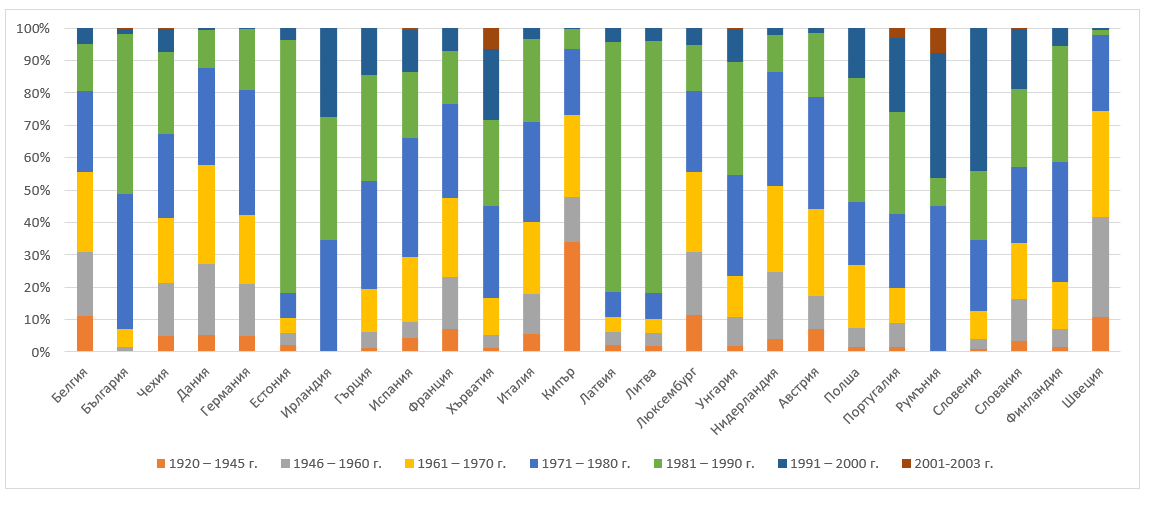 100%
90%
80%
70%
60%
50%
40%
30%
20%
10%
0%
Белгия
България
Чехия
Дания
Германия
Естония
Ирландия
Гърция
Испания
Франция
Хърватия
Италия
Кипър
Латвия
Литва
Люксембург
Унгария
Нидерландия
Австрия
Полша
Португалия
Румъния
Словения
Словакия
Финландия
Швеция
1920 – 1945 г. 1946 – 1960 г. 1961 – 1970 г. 1971 – 1980 г. 1981 – 1990 г. 1991 – 2000 г. 2001-2003 г.